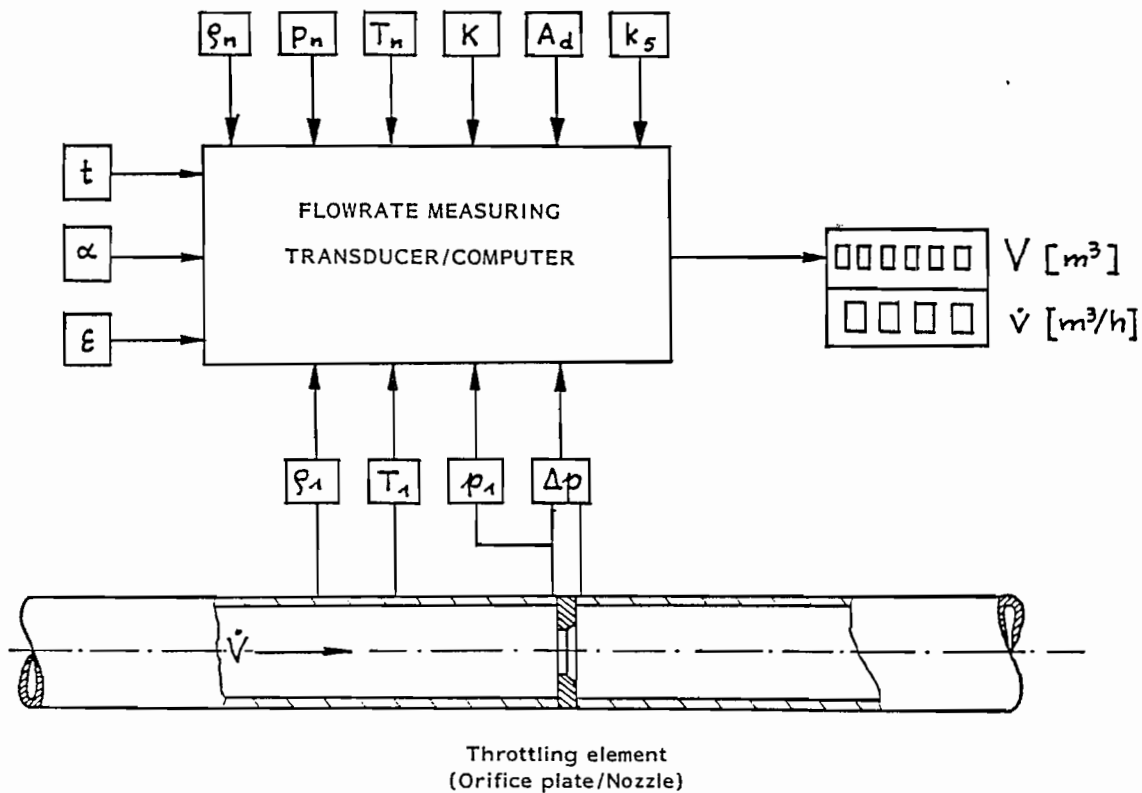 ρn pn Tn K Ad k5
t
FLOWRATE MEASURING
TRANSDUCER/COMPUTER
α
ε
V [m³]
V̇ [m³/h]
ρ1 T1 p1 Δp
V̇
Throttling element
(Orifice plate/Nozzle)